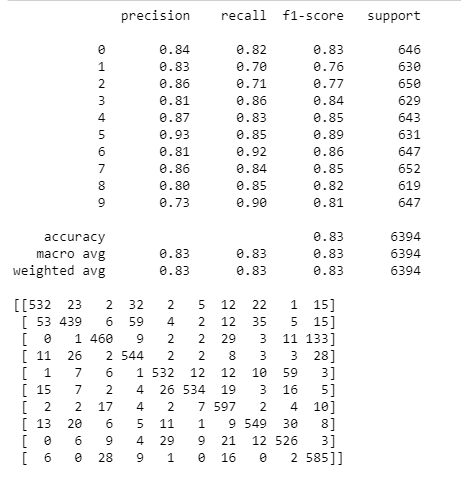 precision recall f1-score support
0 0.84 0.82 0.83 646
1 0.83 0.70 0.76 630
2 0.86 0.71 0.77 650
3 0.81 0.86 0.84 629
4 0.87 0.83 0.85 643
5 0.93 0.85 0.89 631
6 0.81 0.92 0.86 647
7 0.86 0.84 0.85 652
8 0.80 0.85 0.82 619
9 0.73 0.90 0.81 647
accuracy 0.83 6394
macro avg 0.83 0.83 0.83 6394
weighted avg 0.83 0.83 0.83 6394
[[532 23 2 32 2 5 12 22 1 15]
[ 53 439 6 59 4 2 12 35 5 15]
[ 0 1 460 9 2 2 29 3 11 133]
[ 11 26 2 544 2 2 8 3 3 28]
[ 1 7 6 1 532 12 12 10 59 3]
[ 15 7 2 4 26 534 19 3 16 5]
[ 2 2 17 4 2 7 597 2 4 10]
[ 13 20 6 5 11 1 9 549 30 8]
[ 0 6 9 4 29 9 21 12 526 3]
[ 6 0 28 9 1 0 16 0 2 585]]